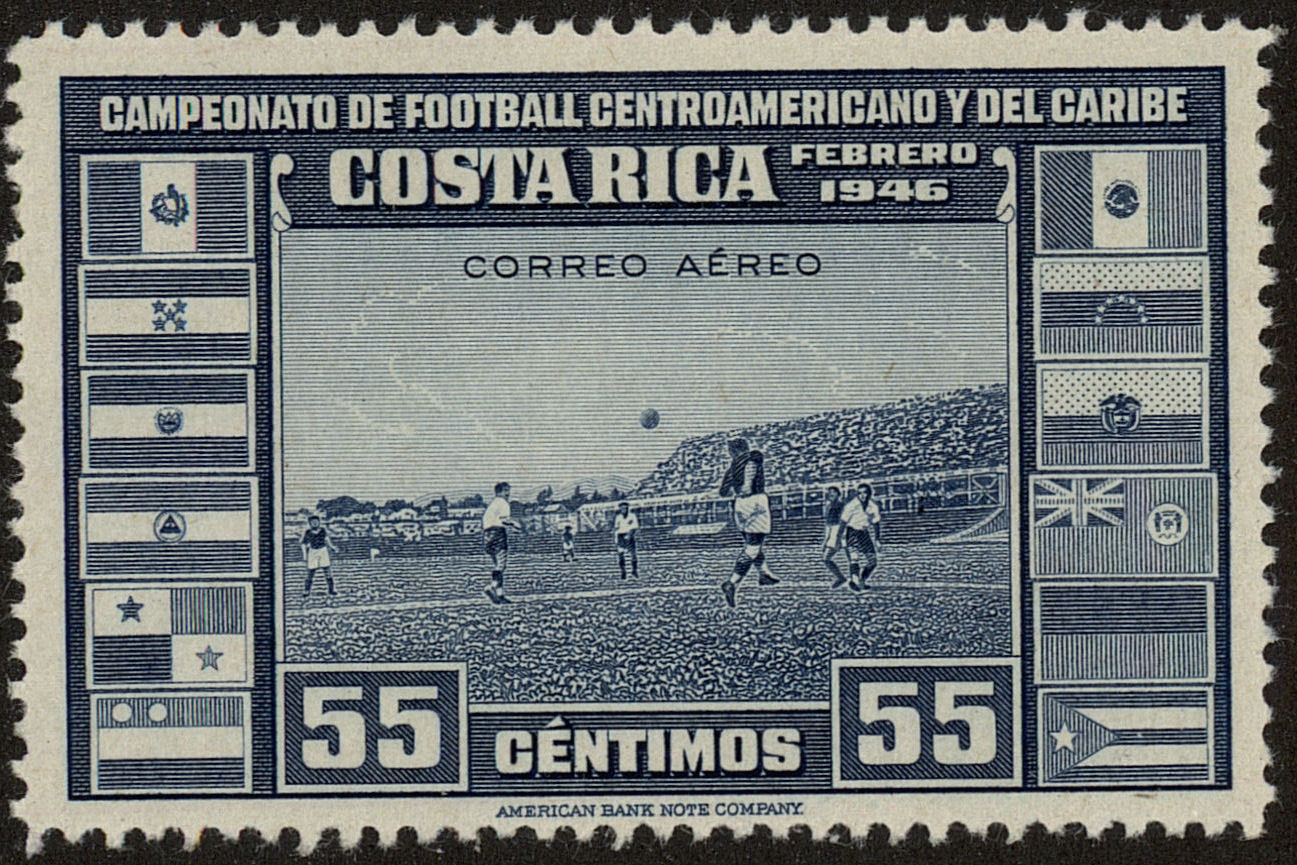 CAMPEONATO DE FOOTBALL CENTROAMERICANO Y DEL CARIBE
COSTA RICA FEBRERO 1946
CORREO AÉREO
55 CÉNTIMOS 55
AMERICAN BANK NOTE COMPANY.